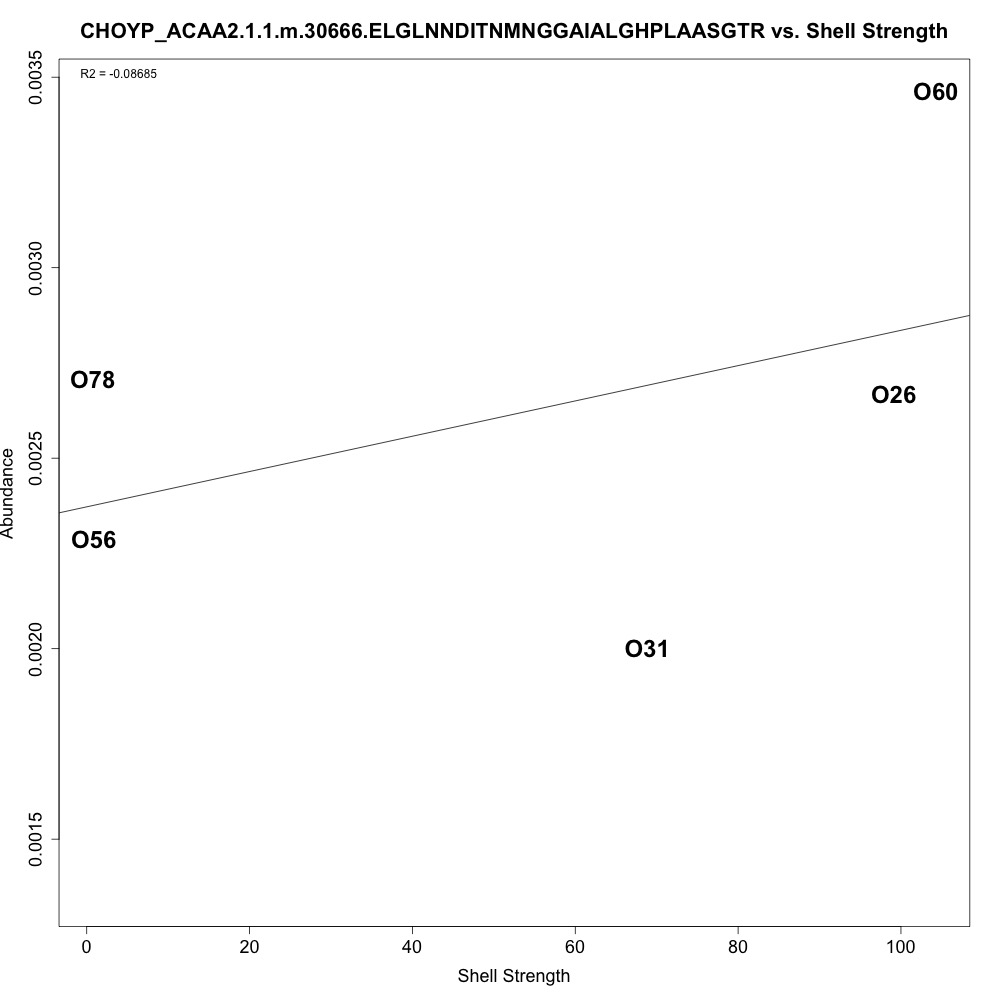 CHOYP_ACAA2.1.1.m.30666.ELGLNNDITNMNGGAIALGHPLAASGTR vs. Shell Strength
R2 = -0.08685
O60
O78
O26
O56
O31
Abundance
0.0035
0.0030
0.0025
0.0020
0.0015
0 20 40 60 80 100
Shell Strength